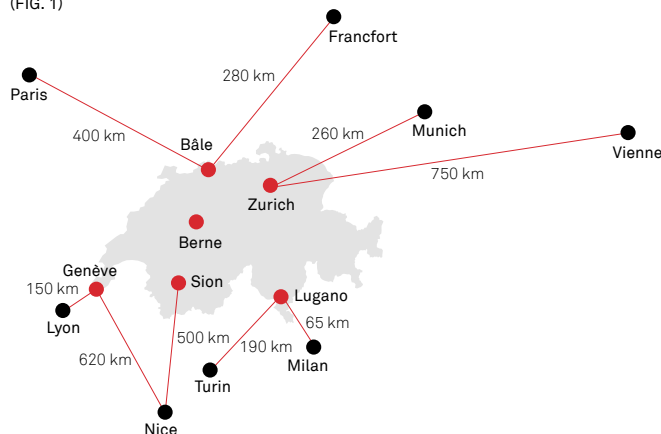 (FIG. 1)
Francfort
280 km
Paris
400 km
Bâle
260 km
Munich
Vienne
750 km
Zurich
Berne
Genève
Sion
150 km
Lugano
Lyon
65 km
500 km
190 km
620 km
Milan
Turin
Nice